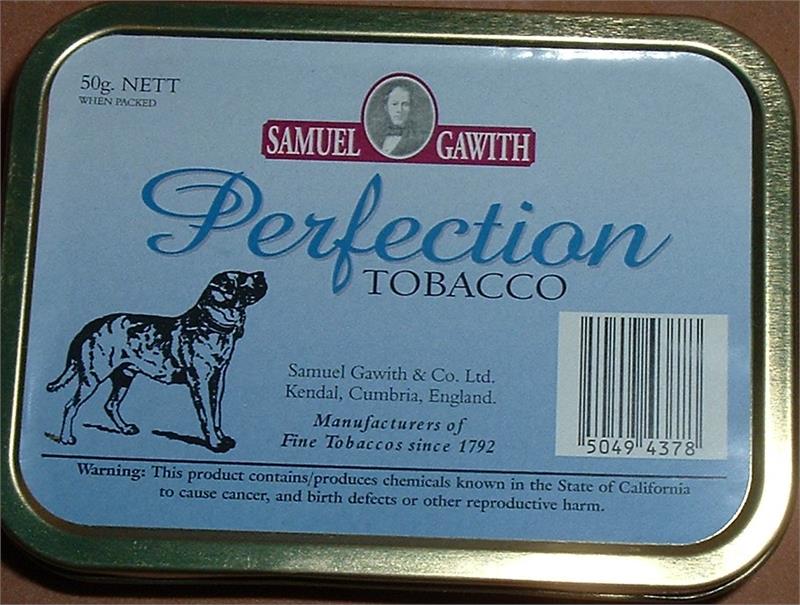 50g. NETT
WHEN PACKED
SAMUEL GAWITH
Perfection
TOBACCO
Samuel Gawith & Co. Ltd.
Kendal, Cumbria, England.
Manufacturers of
Fine Tobaccos since 1792
5049 4378
Warning: This product contains/produces chemicals known in the State of California
to cause cancer, and birth defects or other reproductive harm.